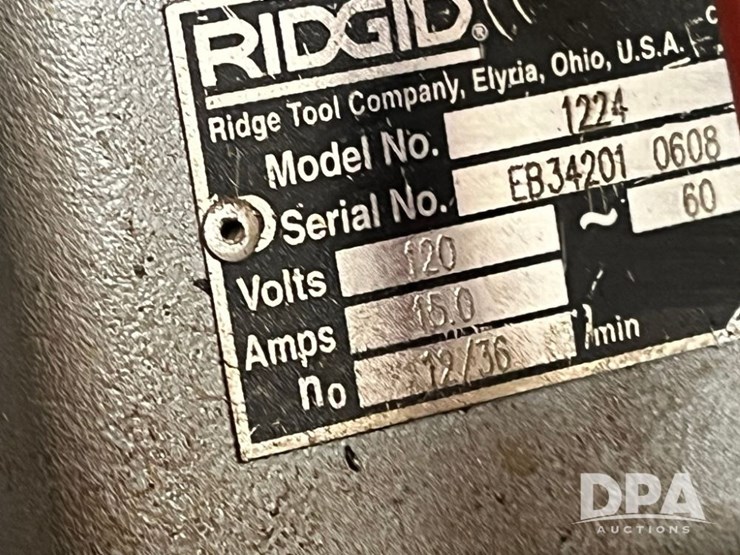 RIDGID®
Ridge Tool Company, Elyria, Ohio, U.S.A.
Model No. 1224
Serial No. EB34201 0608
Volts 120 ~ 60
Amps 15.0
no 12/36 /min
DPA
AUCTIONS